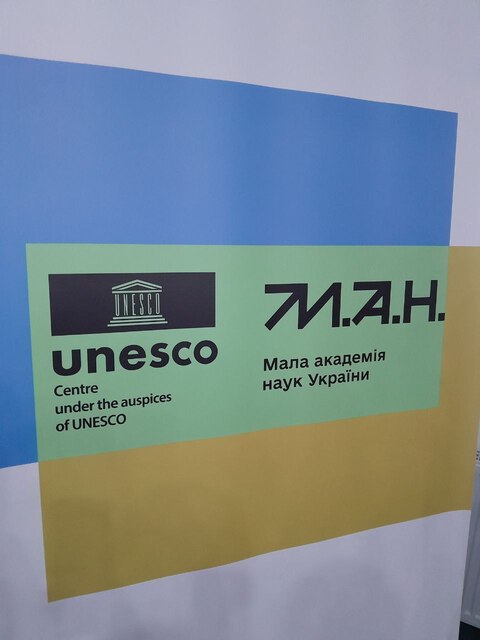 UNESCO
unesco
Centre
under the auspices
of UNESCO
М.А.Н.
Мала академія
наук України